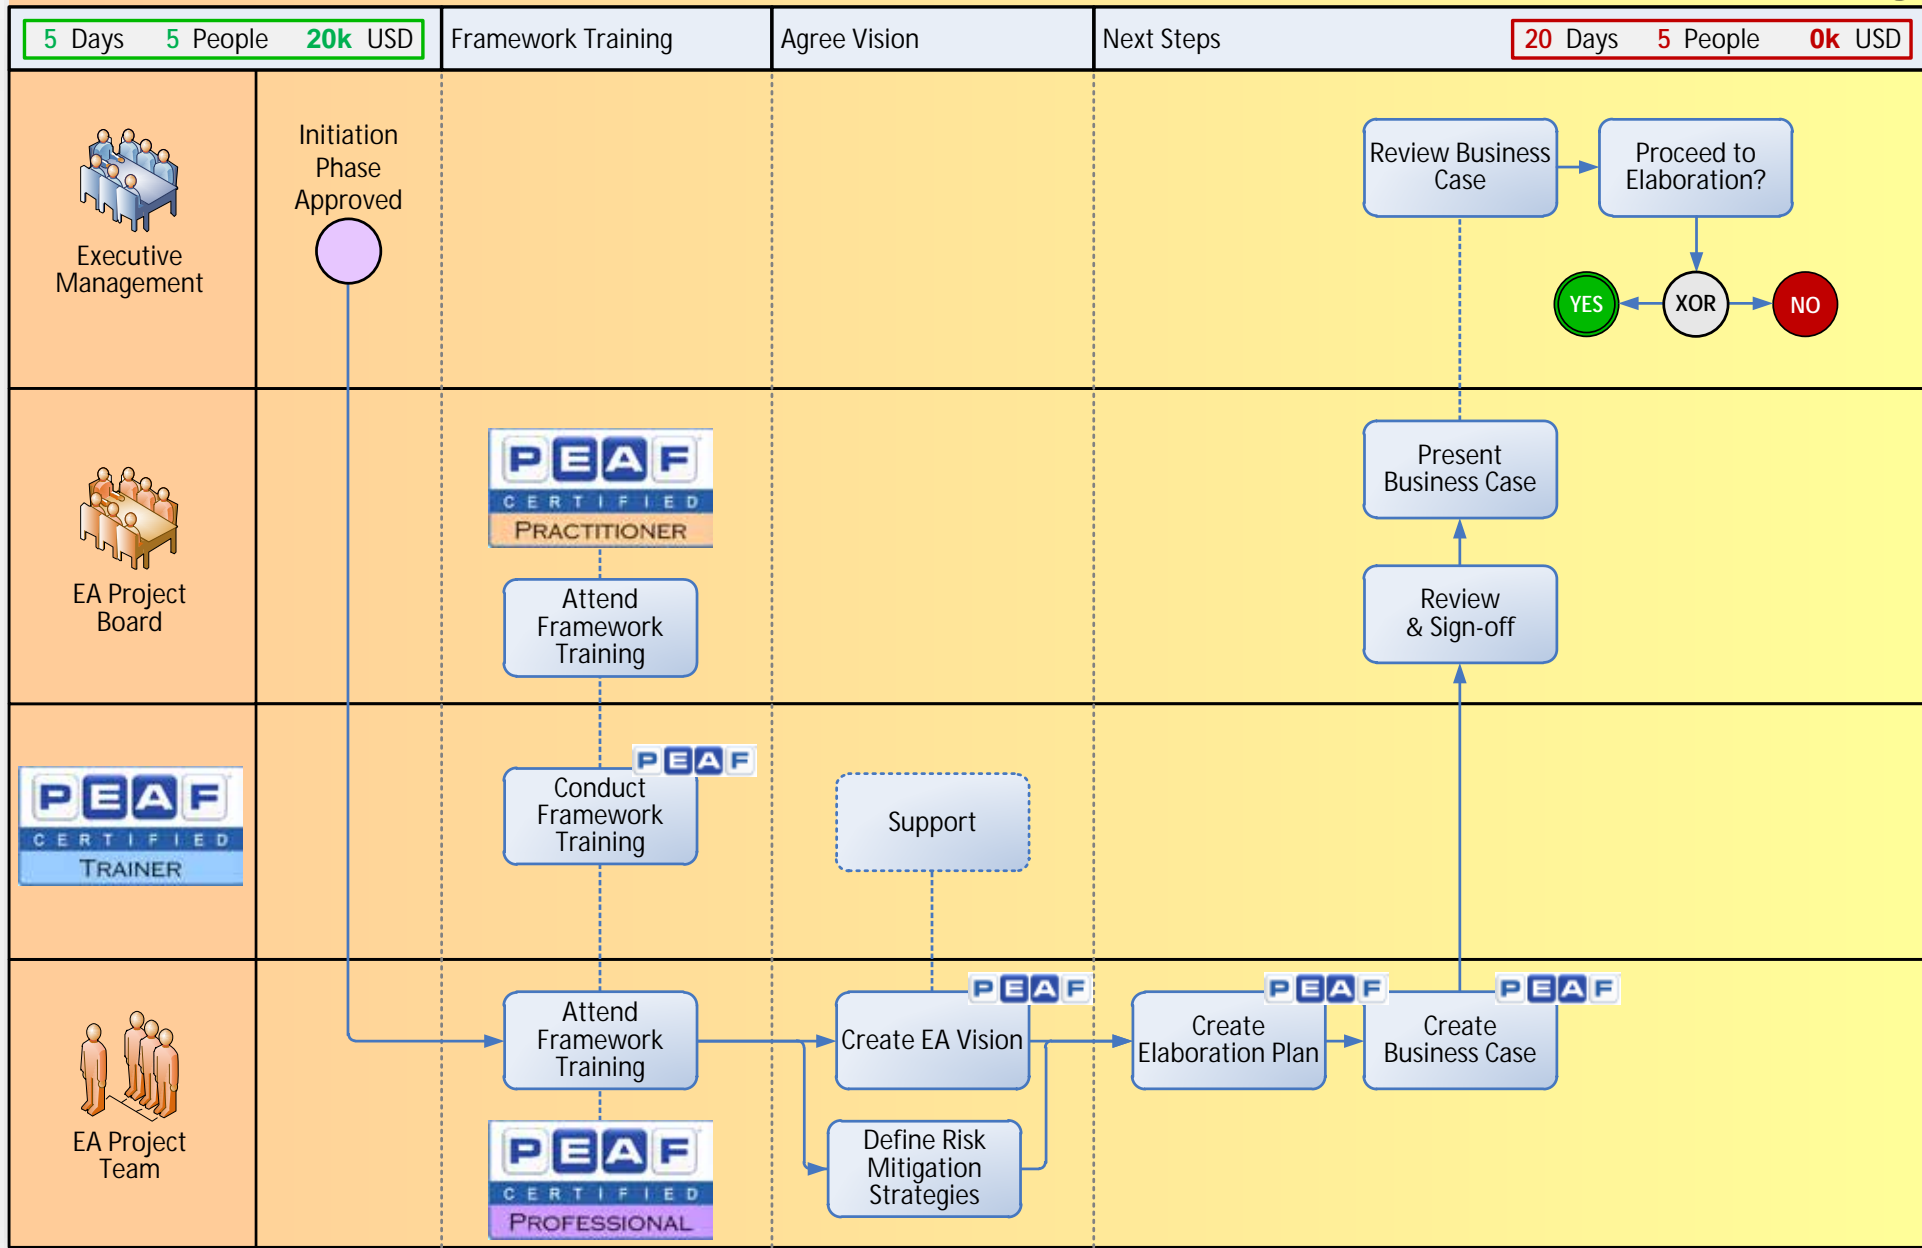 5 Days 5 People 20k USD
Framework Training
Agree Vision
Next Steps
20 Days 5 People 0k USD
Executive
Management
Initiation
Phase
Approved
Review Business
Case
Proceed to
Elaboration?
YES
XOR
NO
EA Project
Board
PEAF
CERTIFIED
PRACTITIONER
Attend
Framework
Training
Present
Business Case
Review
& Sign-off
PEAF
CERTIFIED
TRAINER
PEAF
Conduct
Framework
Training
Support
EA Project
Team
Attend
Framework
Training
PEAF
CERTIFIED
PROFESSIONAL
PEAF
Create EA Vision
Define Risk
Mitigation
Strategies
PEAF
Create
Elaboration Plan
PEAF
Create
Business Case